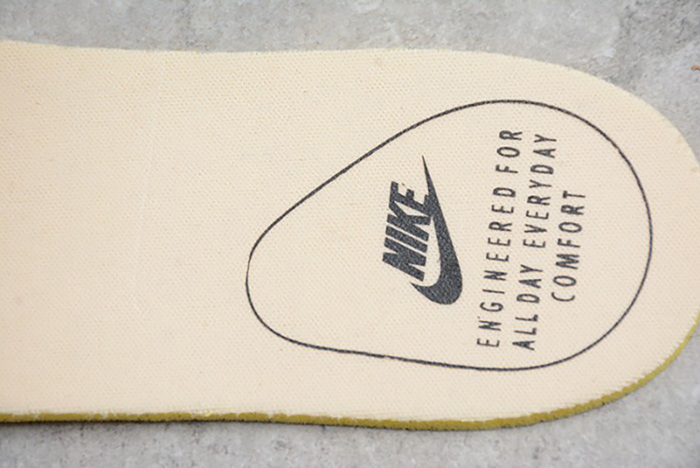 NIKE
ENGINEERED FOR
ALL DAY EVERYDAY
COMFORT